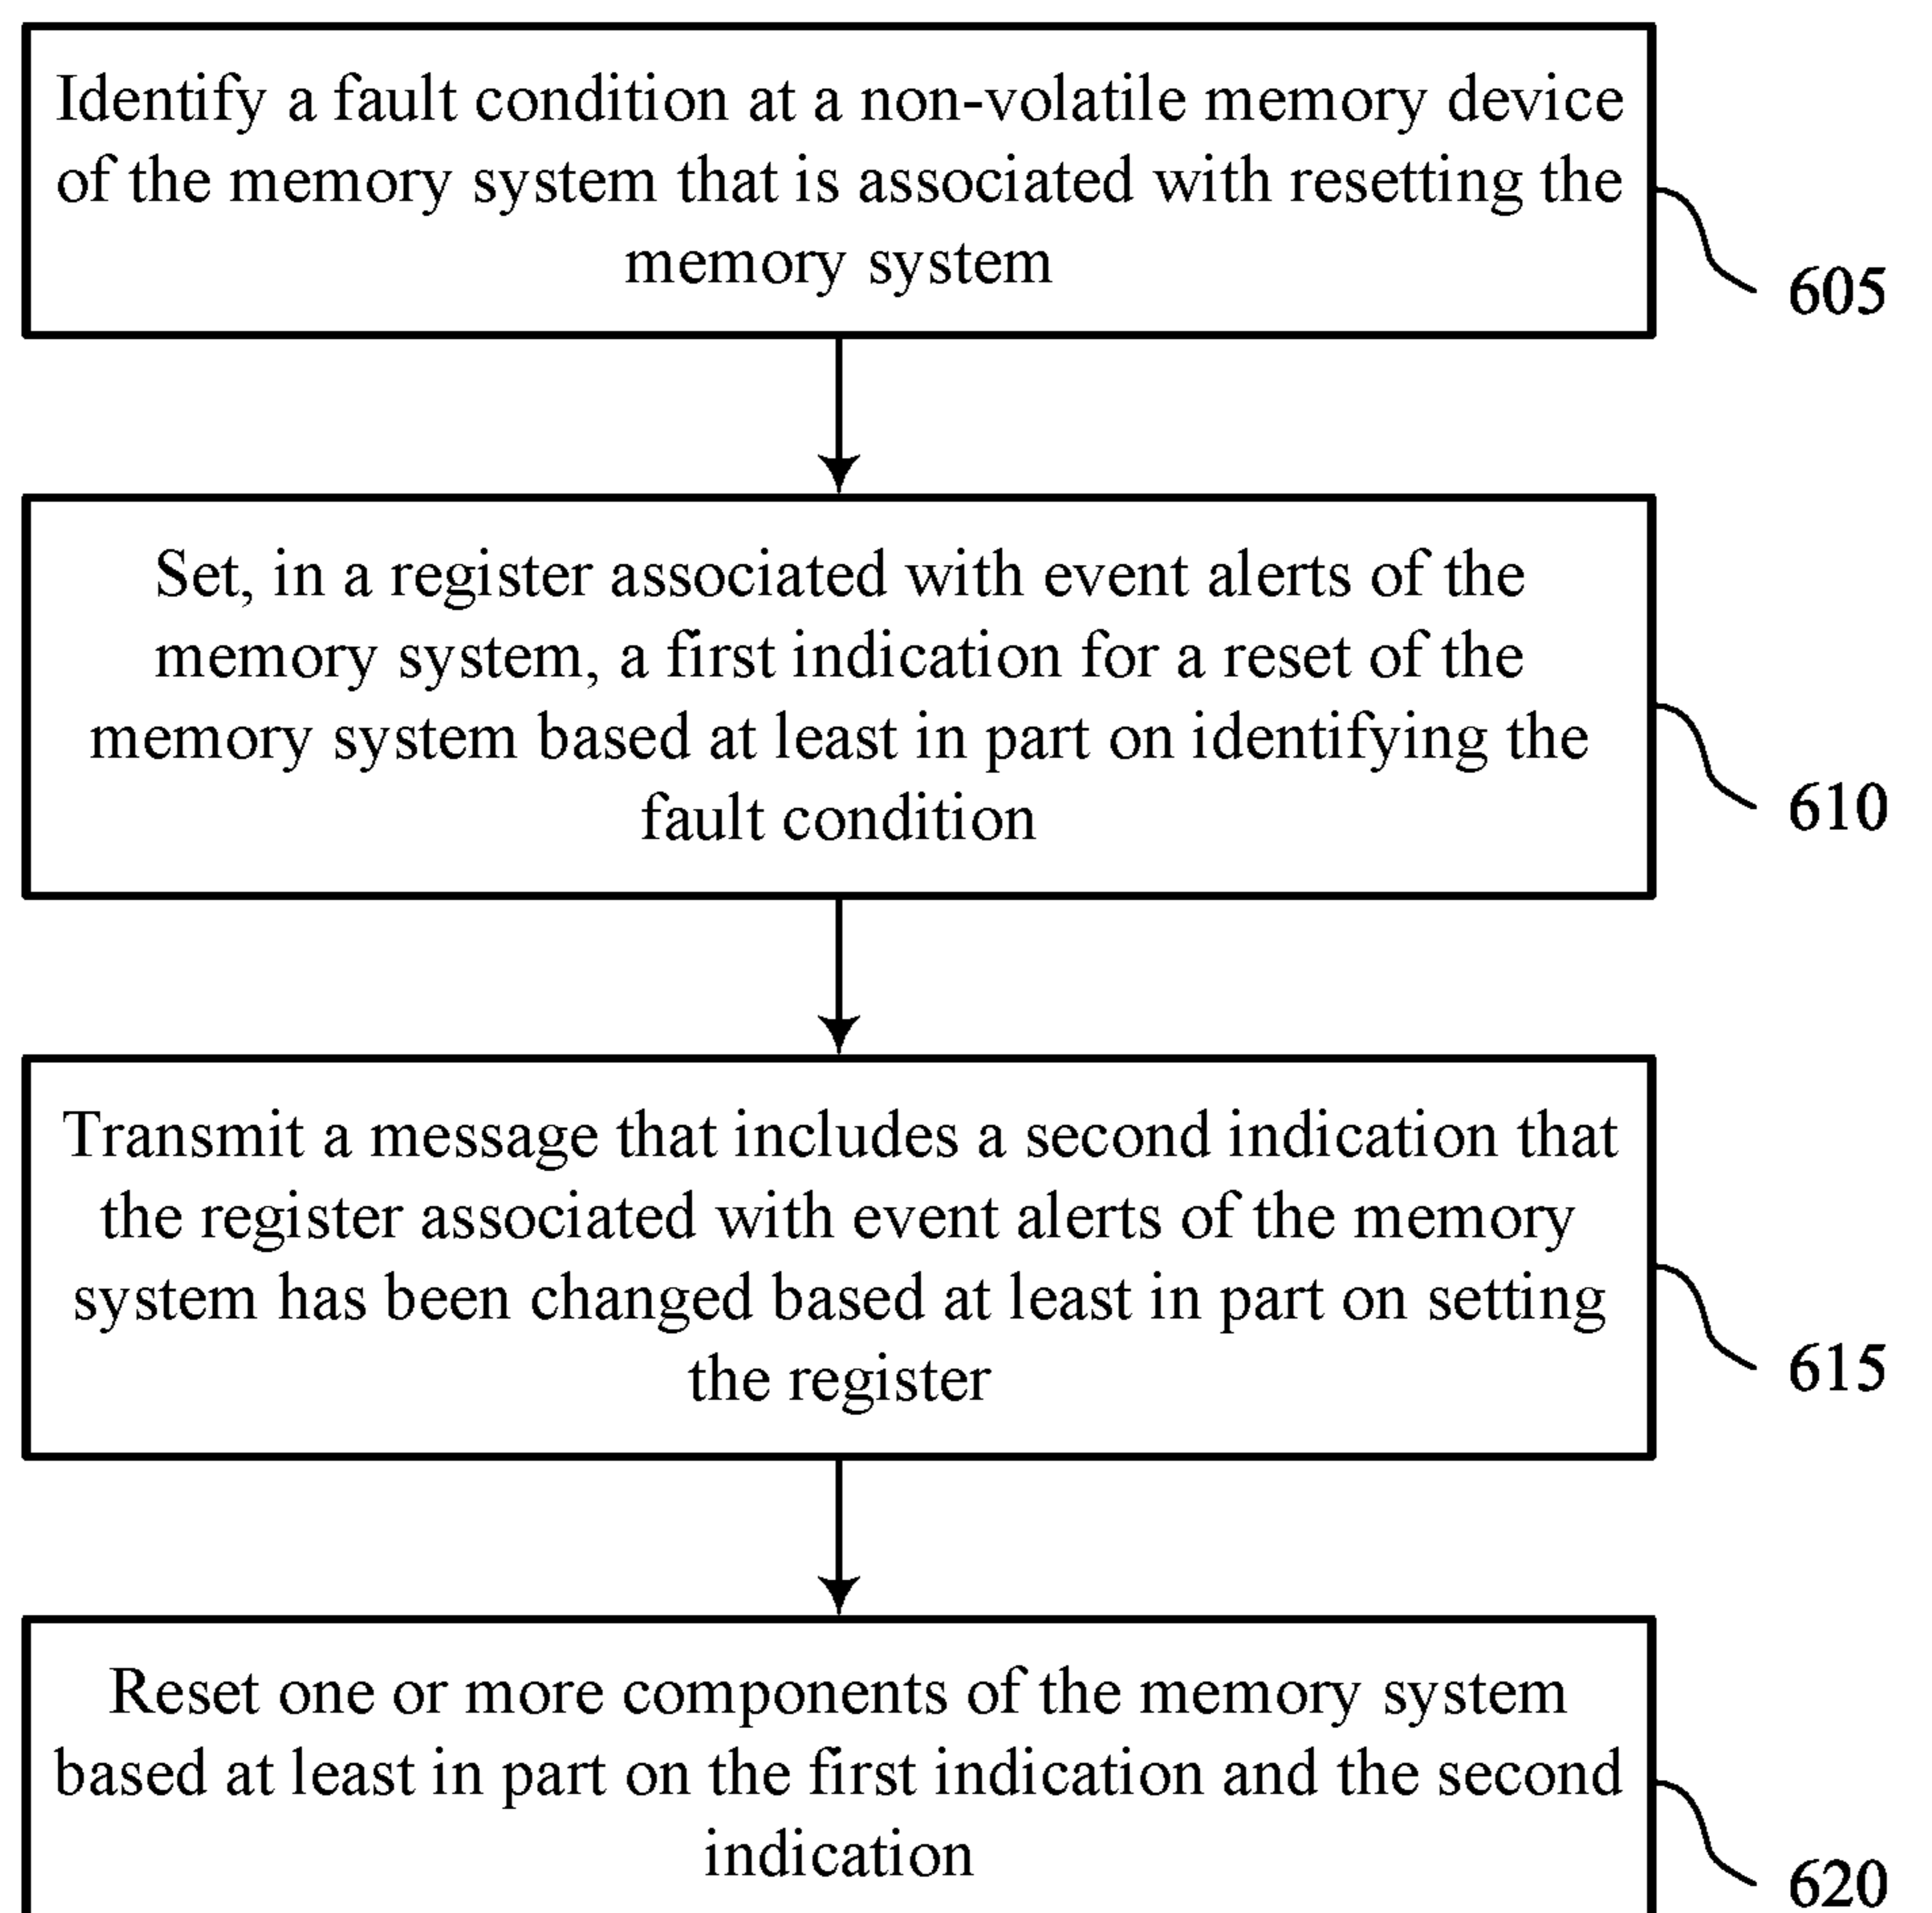 Identify a fault condition at a non-volatile memory device
of the memory system that is associated with resetting the
memory system
605
Set, in a register associated with event alerts of the
memory system, a first indication for a reset of the
memory system based at least in part on identifying the
fault condition
610
Transmit a message that includes a second indication that
the register associated with event alerts of the memory
system has been changed based at least in part on setting
the register
615
Reset one or more components of the memory system
based at least in part on the first indication and the second
indication
620